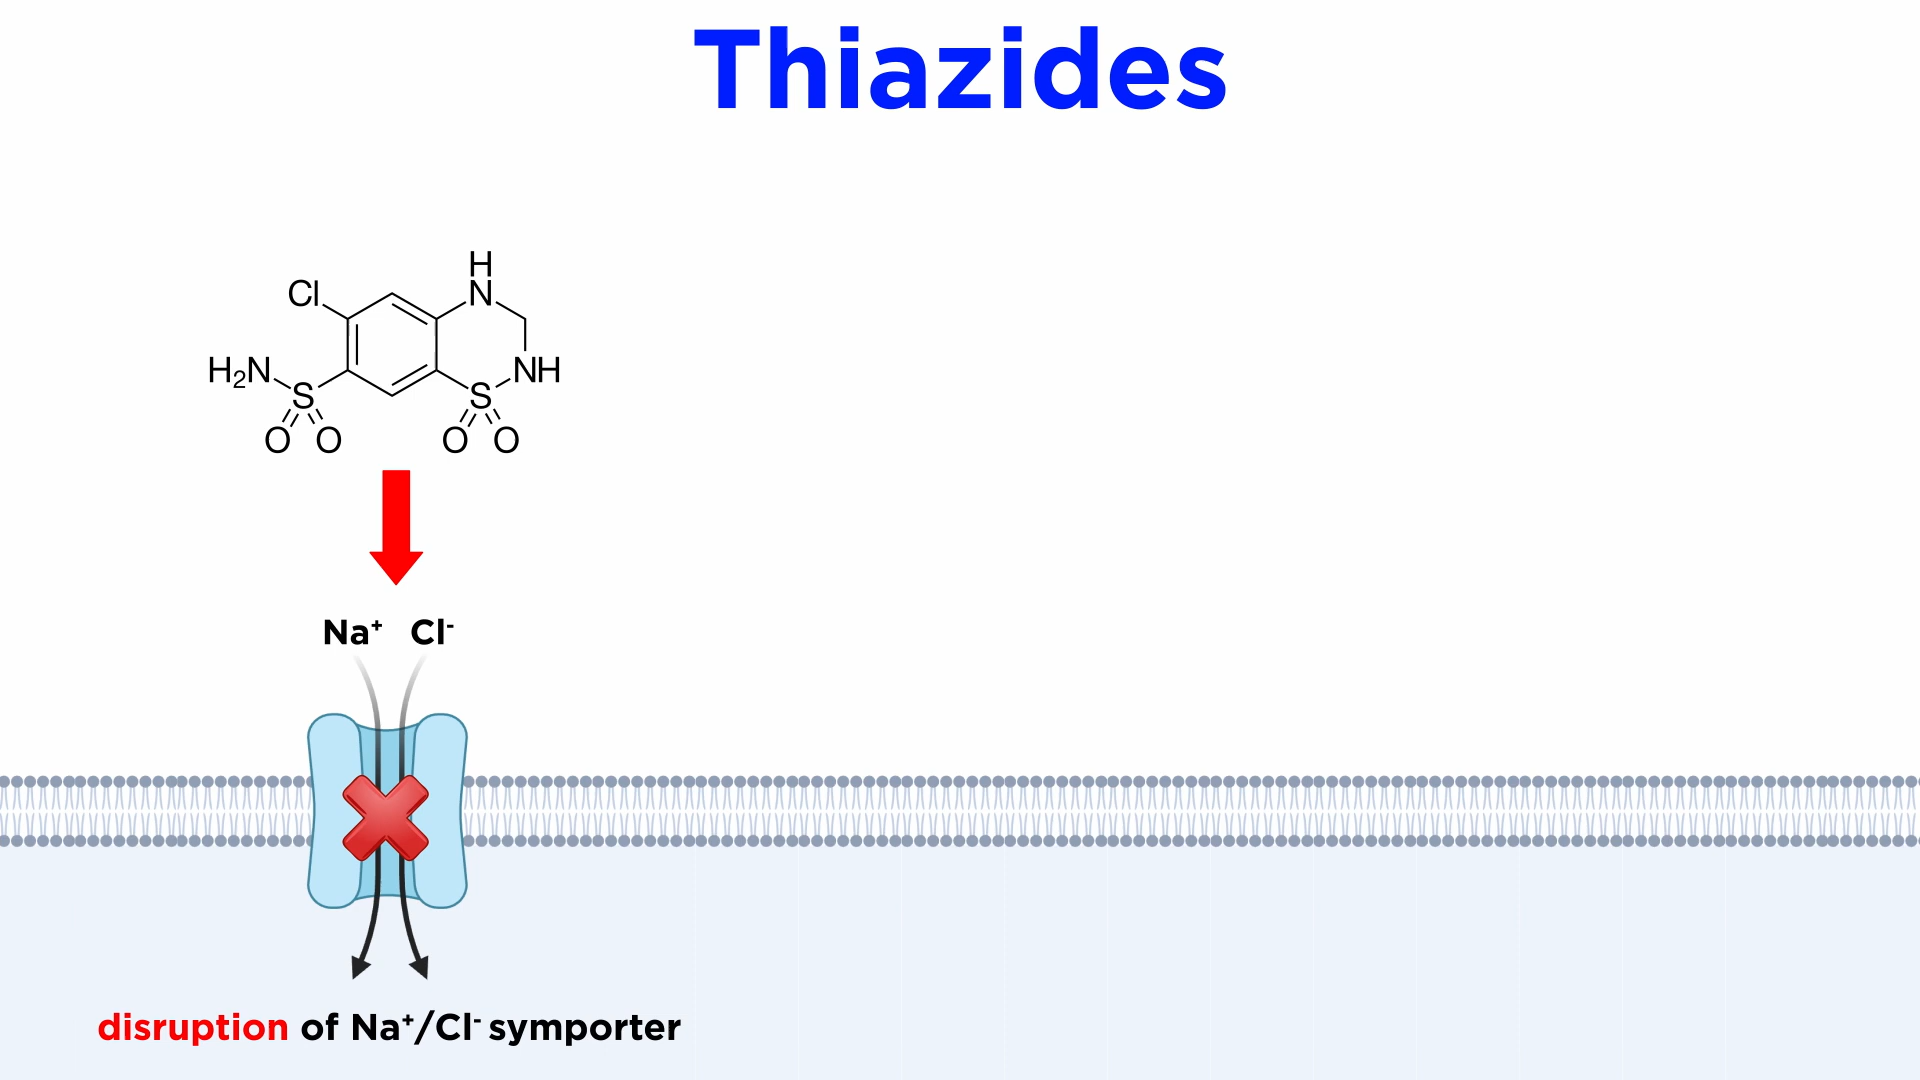 Thiazides
H
N
Cl
H₂N
NH
S
S
O O
O O
Na⁺ Cl⁻
disruption of Na⁺/Cl⁻ symporter